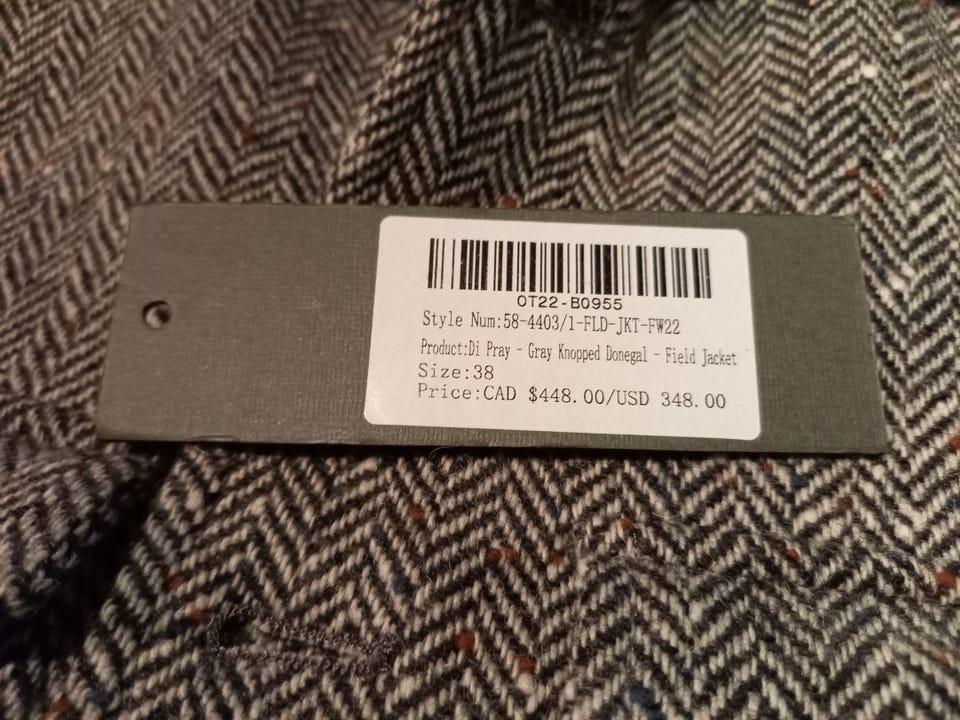 OT22-B0955
Style Num:58-4403/1-FLD-JKT-FW22
Product:Di Pray - Gray Knopped Donegal - Field Jacket
Size:38
Price:CAD $448.00/USD 348.00